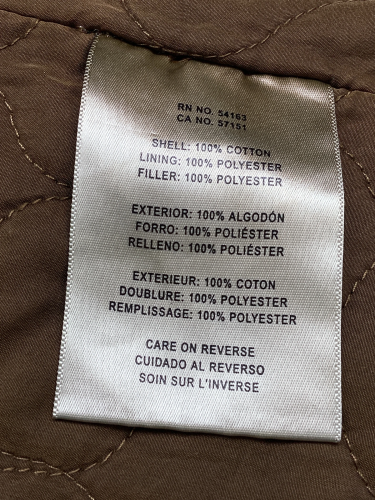 RN NO. 54163
CA NO. 57151
SHELL: 100% COTTON
LINING: 100% POLYESTER
FILLER: 100% POLYESTER
EXTERIOR: 100% ALGODÓN
FORRO: 100% POLIÉSTER
RELLENO: 100% POLIÉSTER
EXTERIEUR: 100% COTON
DOUBLURE: 100% POLYESTER
REMPLISSAGE: 100% POLYESTER
CARE ON REVERSE
CUIDADO AL REVERSO
SOIN SUR L'INVERSE